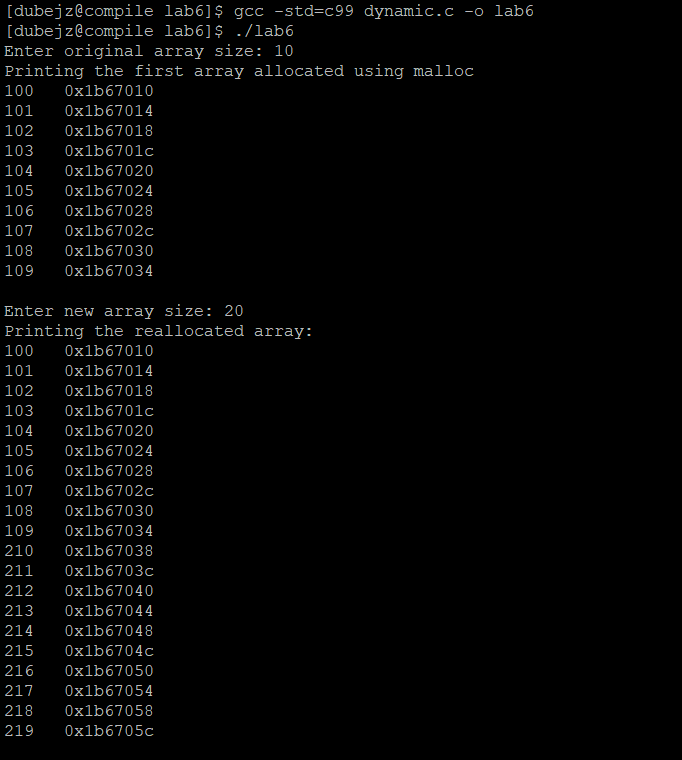 [dubejz@compile lab6]$ gcc -std=c99 dynamic.c -o lab6
[dubejz@compile lab6]$ ./lab6
Enter original array size: 10
Printing the first array allocated using malloc
100   0x1b67010
101   0x1b67014
102   0x1b67018
103   0x1b6701c
104   0x1b67020
105   0x1b67024
106   0x1b67028
107   0x1b6702c
108   0x1b67030
109   0x1b67034

Enter new array size: 20
Printing the reallocated array:
100   0x1b67010
101   0x1b67014
102   0x1b67018
103   0x1b6701c
104   0x1b67020
105   0x1b67024
106   0x1b67028
107   0x1b6702c
108   0x1b67030
109   0x1b67034
210   0x1b67038
211   0x1b6703c
212   0x1b67040
213   0x1b67044
214   0x1b67048
215   0x1b6704c
216   0x1b67050
217   0x1b67054
218   0x1b67058
219   0x1b6705c